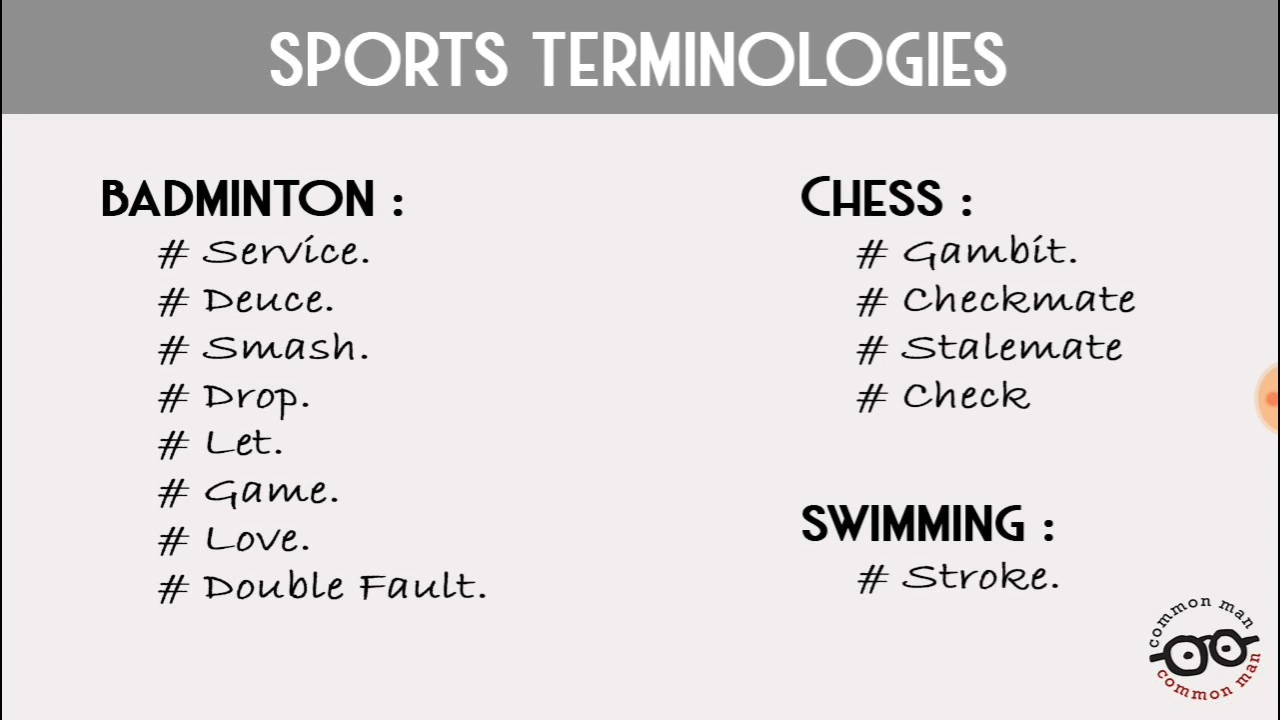 SPORTS TERMINOLOGIES
BADMINTON :
# Service.
# Deuce.
# Smash.
# Drop.
# Let.
# Game.
# Love.
# Double Fault.
CHESS :
# Gambit.
# Checkmate
# Stalemate
# Check
SWIMMING :
# Stroke.
common man
common man